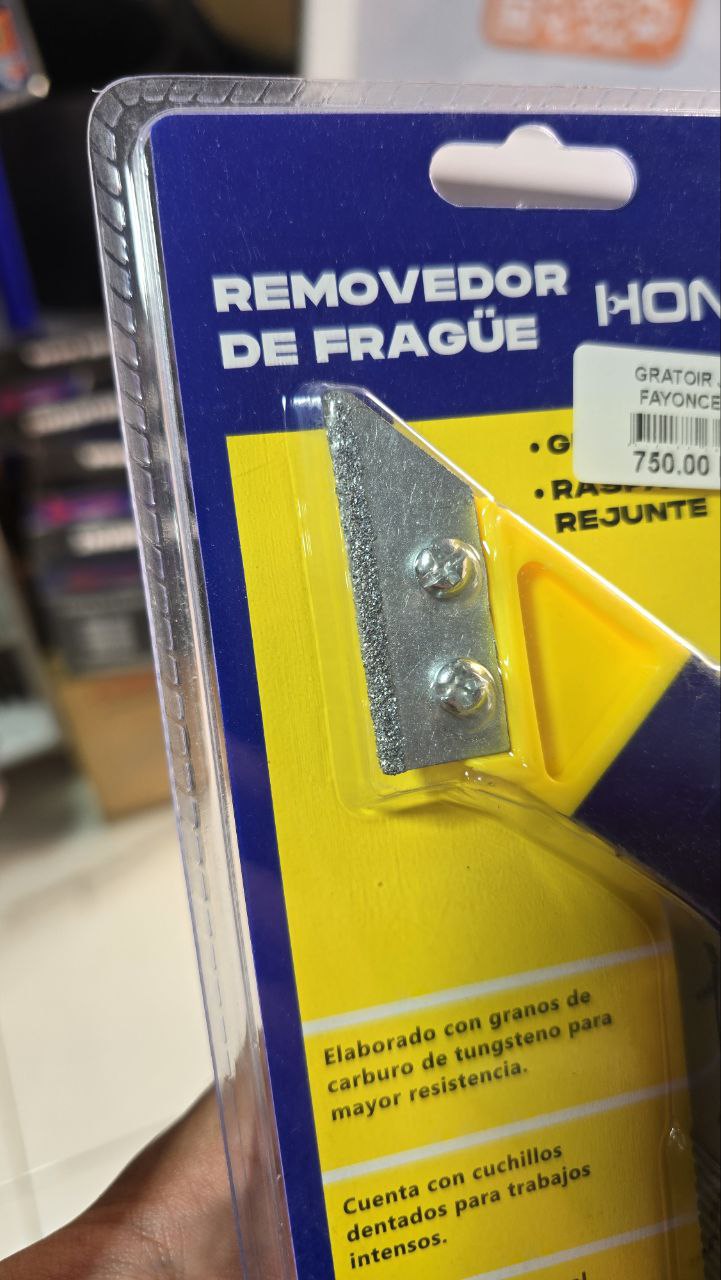 REMOVEDOR
DE FRAGÜE
HON
GRATOIR
FAYONCE
750.00
REJUNTE
Elaborado con granos de
carburo de tungsteno para
mayor resistencia.
Cuenta con cuchillos
dentados para trabajos
intensos.